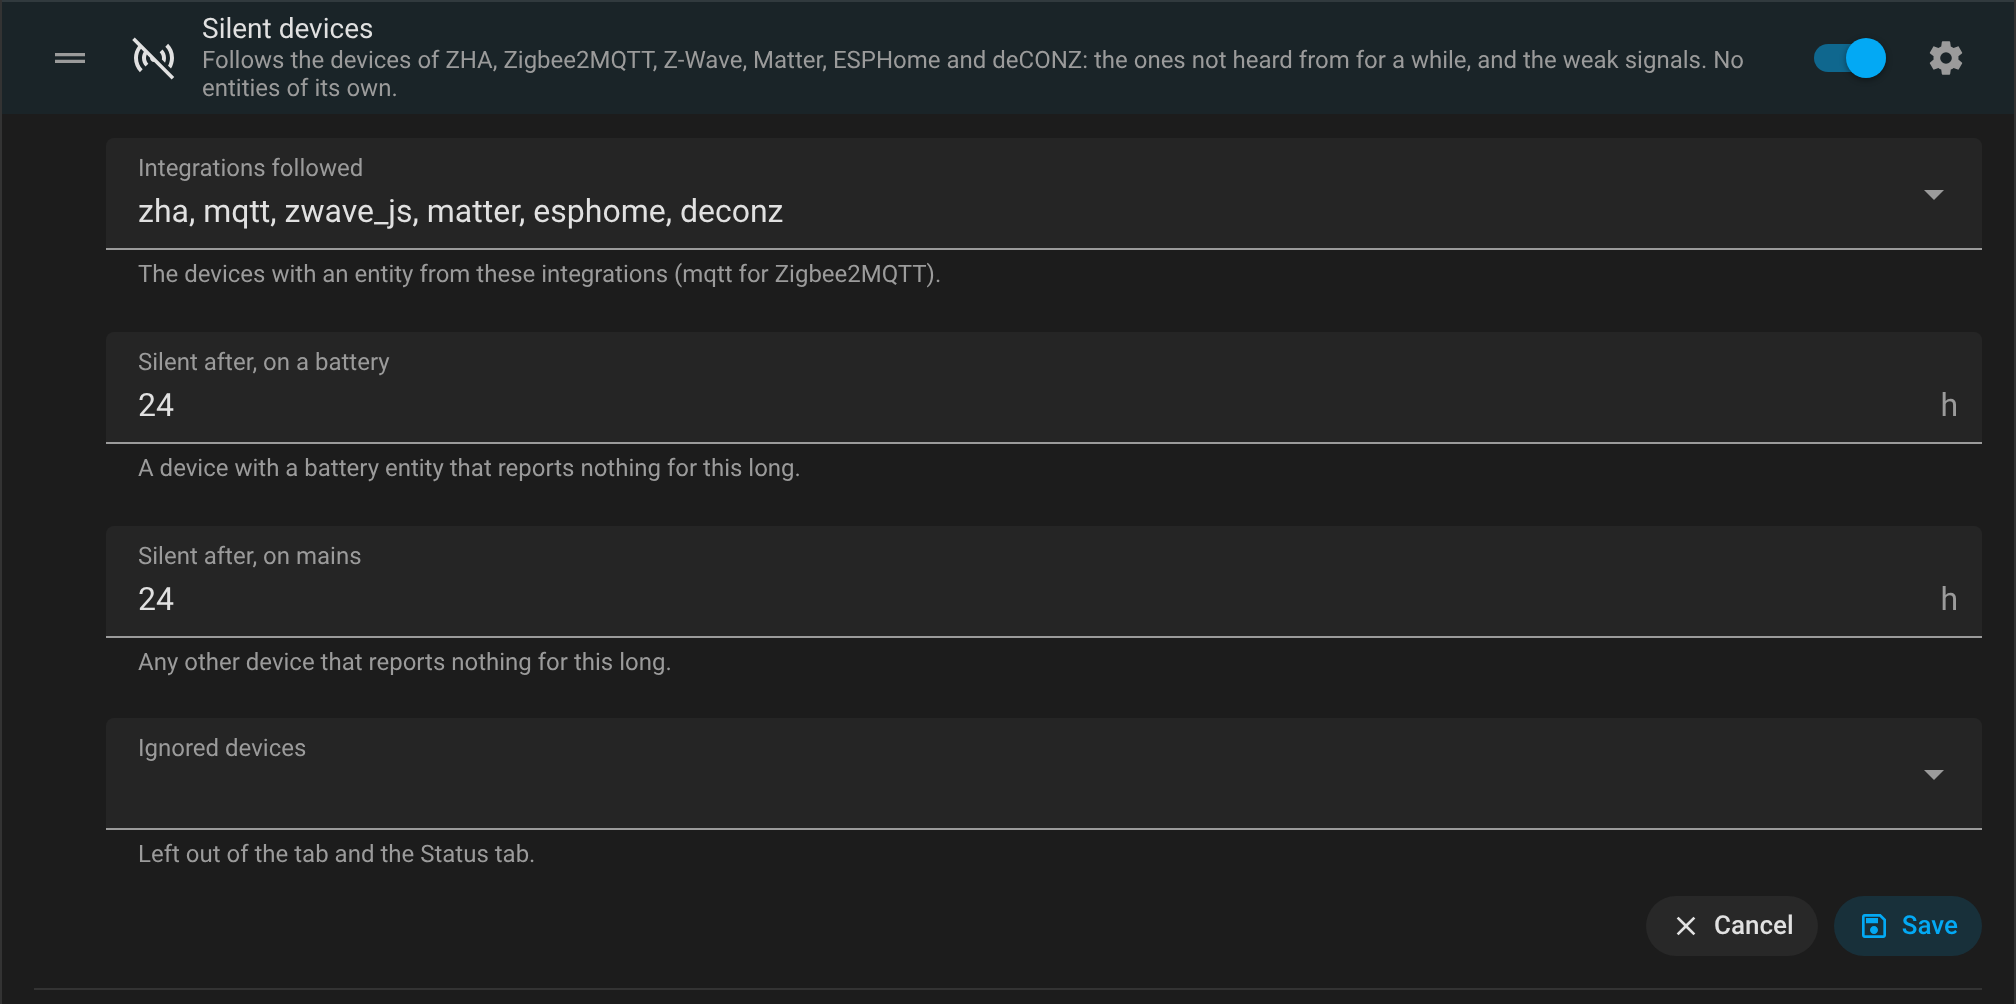 Silent devices
Follows the devices of ZHA, Zigbee2MQTT, Z-Wave, Matter, ESPHome and deCONZ: the ones not heard from for a while, and the weak signals. No
entities of its own.
Integrations followed
zha, mqtt, zwave_js, matter, esphome, deconz
The devices with an entity from these integrations (mqtt for Zigbee2MQTT).
Silent after, on a battery
24 h
A device with a battery entity that reports nothing for this long.
Silent after, on mains
24 h
Any other device that reports nothing for this long.
Ignored devices
Left out of the tab and the Status tab.
Cancel Save